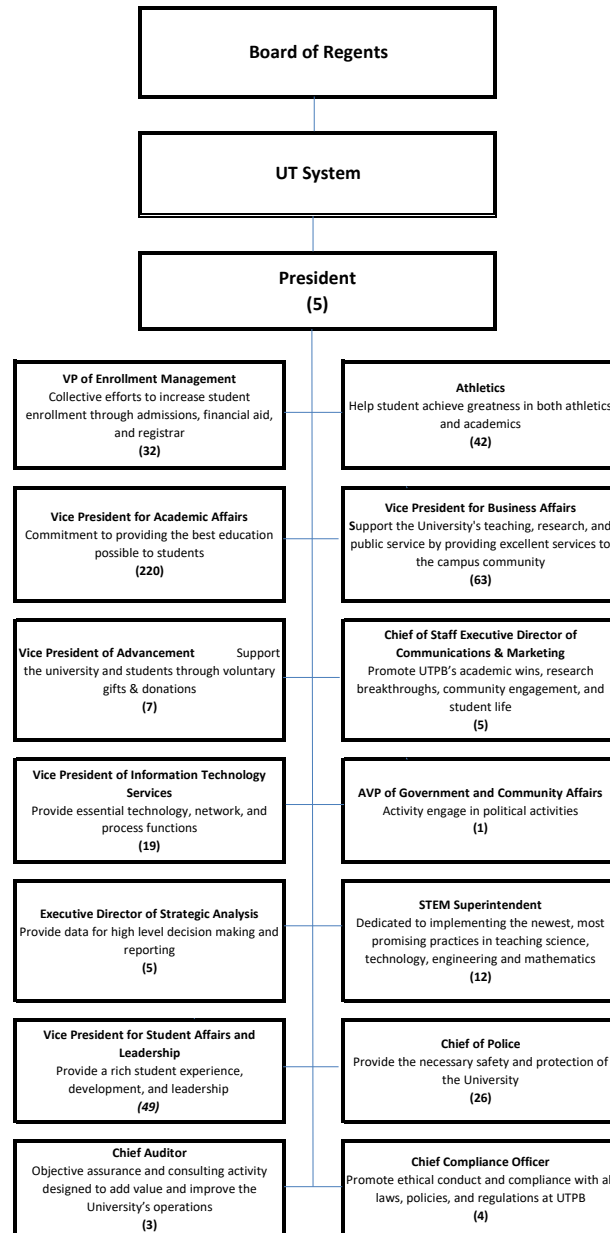 Board of Regents
UT System
President
(5)
VP of Enrollment Management
Collective efforts to increase student
enrollment through admissions, financial aid,
and registrar
(32)
Athletics
Help student achieve greatness in both athletics
and academics
(42)
Vice President for Academic Affairs
Commitment to providing the best education
possible to students
(220)
Vice President for Business Affairs
Support the University's teaching, research, and
public service by providing excellent services to
the campus community
(63)
Vice President of Advancement Support
the university and students through voluntary
gifts & donations
(7)
Chief of Staff Executive Director of
Communications & Marketing
Promote UTPB’s academic wins, research
breakthroughs, community engagement, and
student life
(5)
Vice President of Information Technology
Services
Provide essential technology, network, and
process functions
(19)
AVP of Government and Community Affairs
Activity engage in political activities
(1)
Executive Director of Strategic Analysis
Provide data for high level decision making and
reporting
(5)
STEM Superintendent
Dedicated to implementing the newest, most
promising practices in teaching science,
technology, engineering and mathematics
(12)
Vice President for Student Affairs and
Leadership
Provide a rich student experience,
development, and leadership
(49)
Chief of Police
Provide the necessary safety and protection of
the University
(26)
Chief Auditor
Objective assurance and consulting activity
designed to add value and improve the
University’s operations
(3)
Chief Compliance Officer
Promote ethical conduct and compliance with al
laws, policies, and regulations at UTPB
(4)